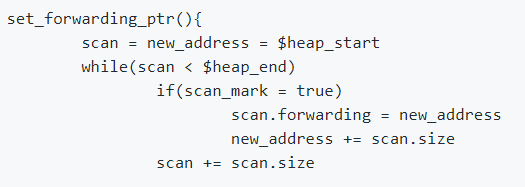 set_forwarding_ptr(){
        scan = new_address = $heap_start
        while(scan < $heap_end)
                if(scan_mark = true)
                        scan.forwarding = new_address
                        new_address += scan.size
                scan += scan.size